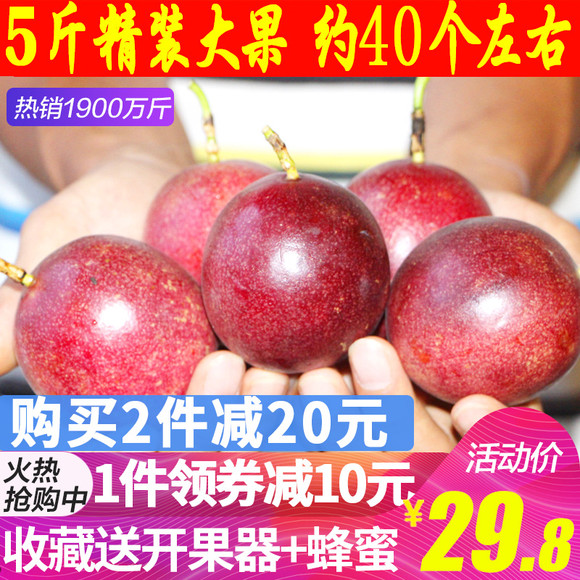 5斤精装大果 约40个左右
热销1900万斤
购买2件减20元
火热
抢购中
1件领券减10元
收藏送开果器+蜂蜜
活动价
¥29.8